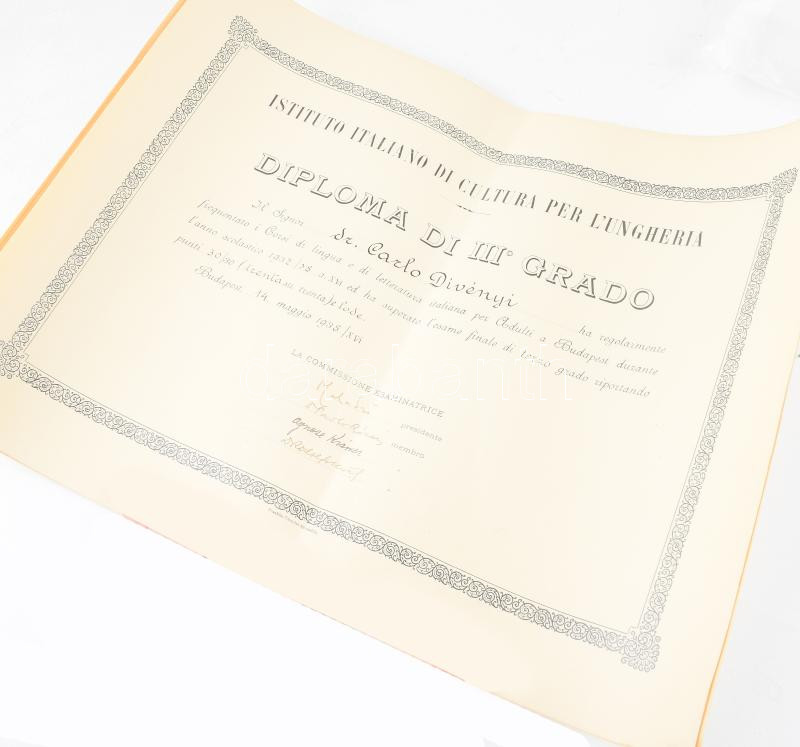 ISTITUTO ITALIANO DI CULTURA PER L'UNGHERIA
DIPLOMA DI III° GRADO
Il Signor dr. Carlo Divényi ha regolarmente
frequentato i Corsi di lingua e di letteratura italiana per Adulti a Budapest durante
l'anno scolastico 1937/38 a. XVI ed ha superato l'esame finale di terzo grado riportando
punti 30/30 (trenta su trenta) e lode.
Budapest, 14. maggio 1938/XVI
LA COMMISSIONE ESAMINATRICE
presidente
membro
"
"
darabanth